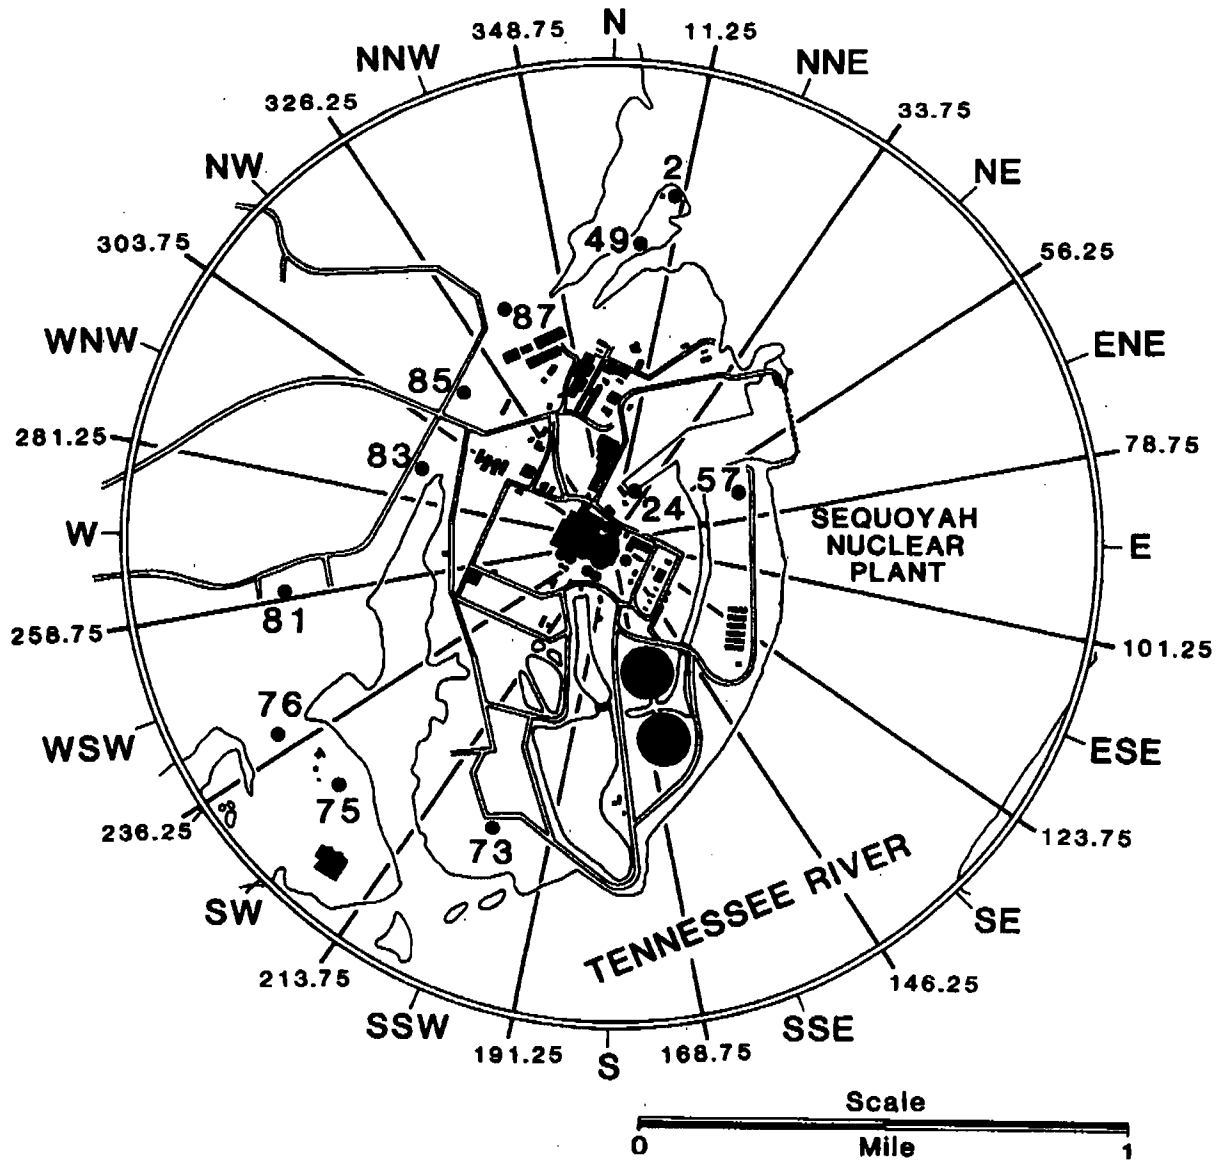 N
348.75
11.25
NNW
NNE
326.25
33.75
NW
NE
2
303.75
49
56.25
87
WNW
ENE
85
281.25
78.75
83
57
24
W
SEQUOYAH
NUCLEAR
PLANT
E
81
258.75
101.25
76
WSW
ESE
75
236.25
123.75
73
TENNESSEE RIVER
SW
SE
213.75
146.25
SSW
SSE
191.25
168.75
S
Scale
0
Mile
1